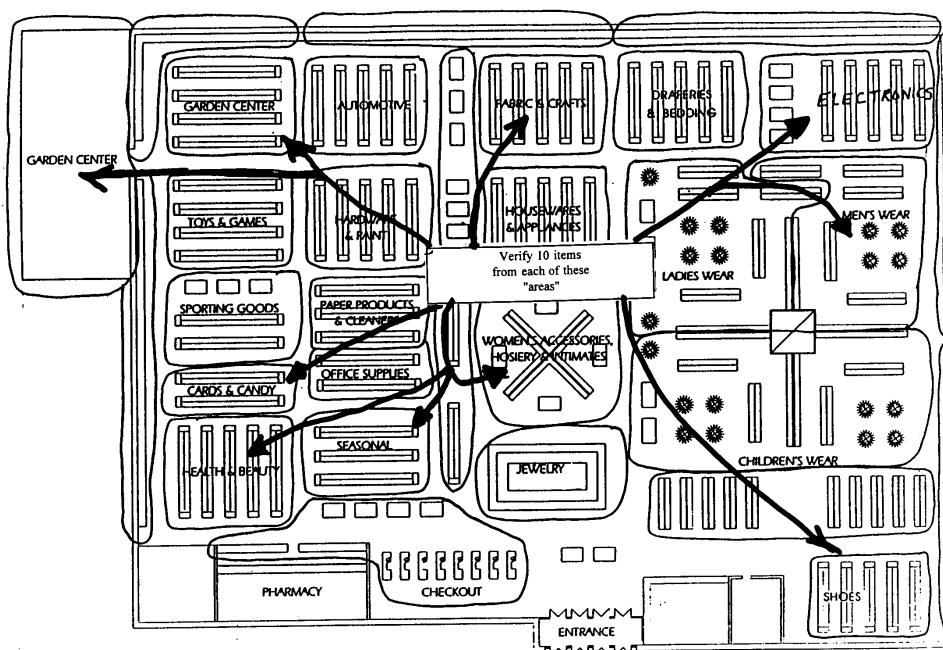 GARDEN CENTER
AUTOMOTIVE
FABRIC & CRAFTS
DRAPERIES
& BEDDING
ELECTRONICS
GARDEN CENTER
TOYS & GAMES
HARDWARE
& PAINT
HOUSEWARES
& APPLIANCES
MEN'S WEAR
Verify 10 items
from each of these
"areas"
LADIES WEAR
SPORTING GOODS
PAPER PRODUCTS
& CLEANERS
WOMEN'S ACCESSORIES,
HOSIERY & INTIMATES
CARDS & CANDY
OFFICE SUPPLIES
SEASONAL
HEALTH & BEAUTY
JEWELRY
CHILDREN'S WEAR
PHARMACY
CHECKOUT
SHOES
ENTRANCE